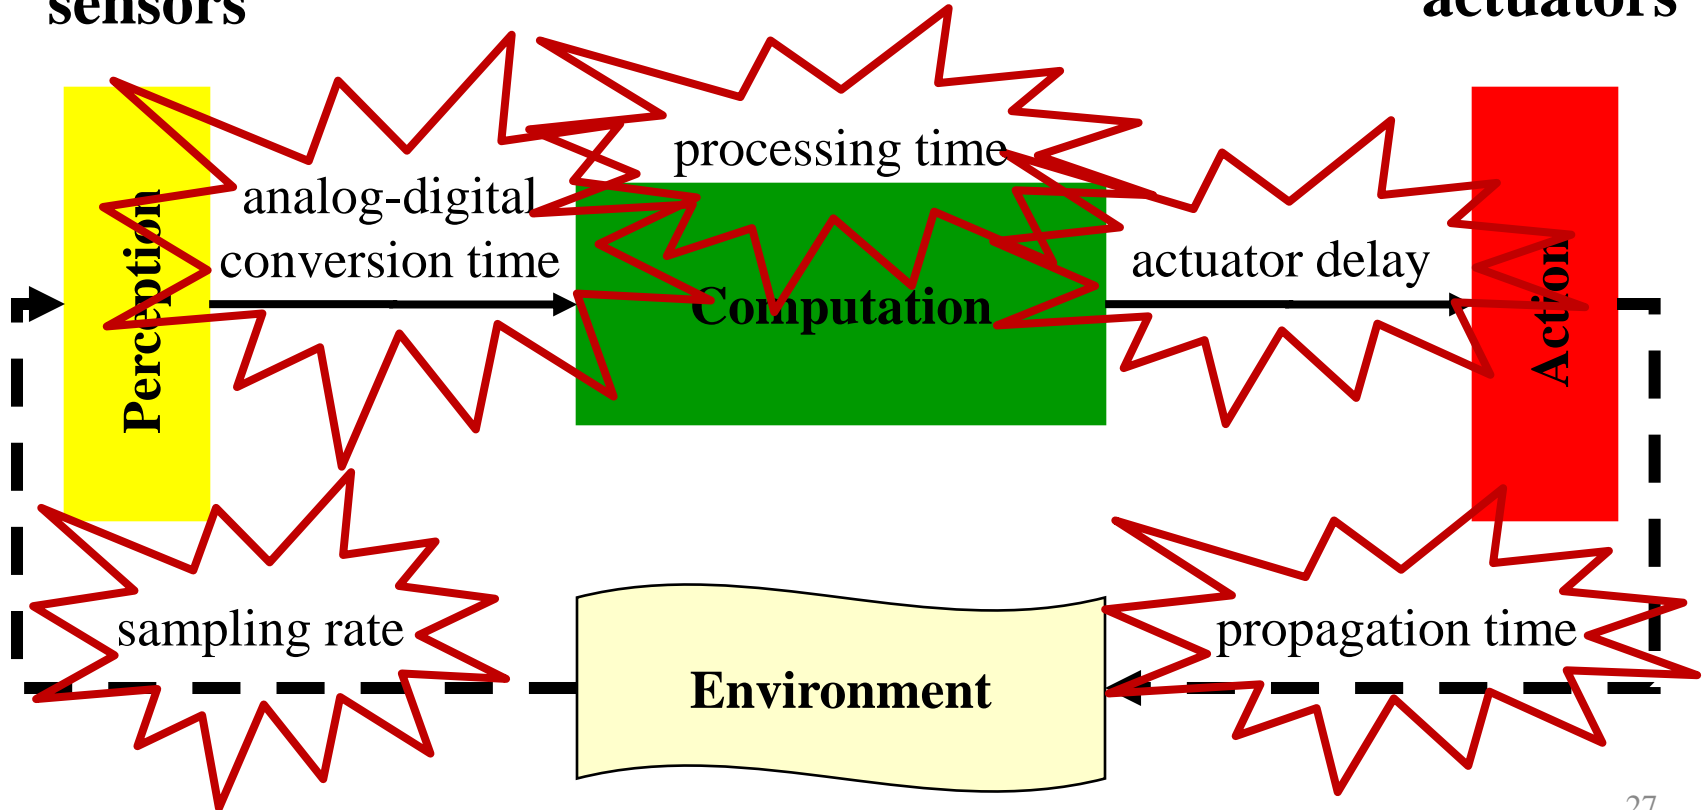 sensors
actuators
processing time
analog-digital
conversion time
actuator delay
Perception
Computation
Action
sampling rate
propagation time
Environment
27